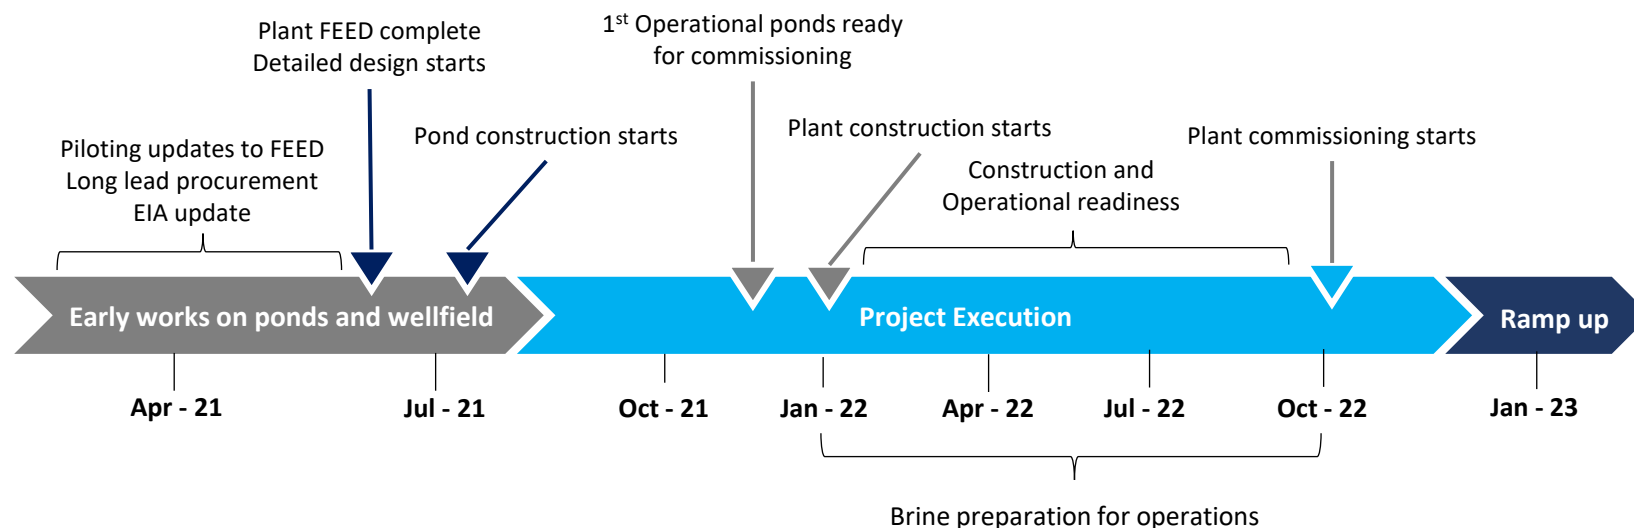 Plant FEED complete
Detailed design starts
1st Operational ponds ready
for commissioning
Pond construction starts
Plant construction starts
Plant commissioning starts
Piloting updates to FEED
Long lead procurement
EIA update
Construction and
Operational readiness
Early works on ponds and wellfield
Project Execution
Ramp up
Apr - 21
Jul - 21
Oct - 21
Jan - 22
Apr - 22
Jul - 22
Oct - 22
Jan - 23
Brine preparation for operations